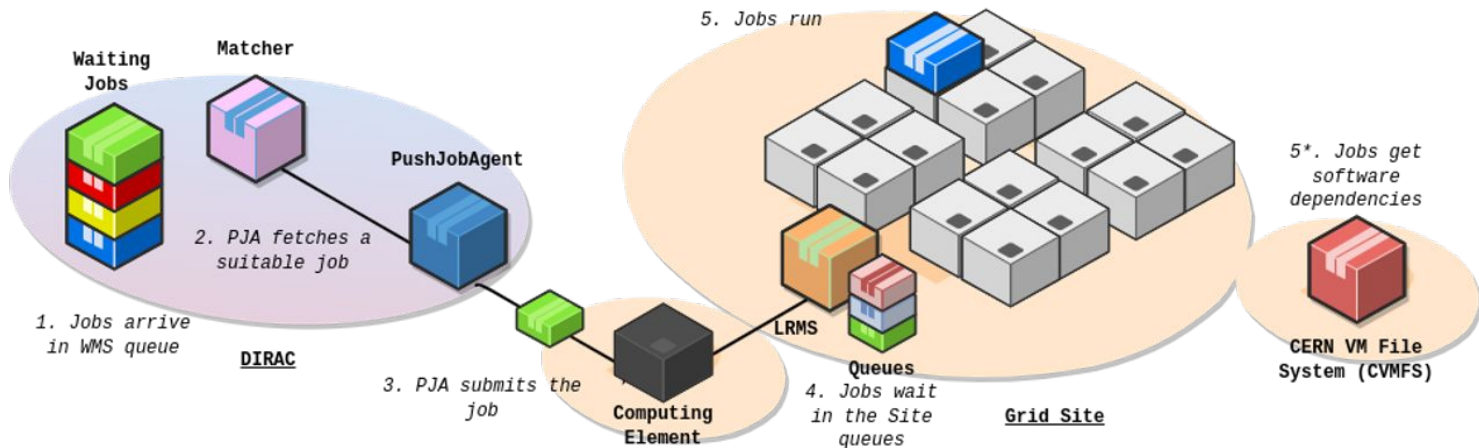 Waiting
Jobs
Matcher
PushJobAgent
2. PJA fetches a
suitable job
1. Jobs arrive
in WMS queue
DIRAC
3. PJA submits the
job
Computing
Element
5. Jobs run
LRMS
Queues
4. Jobs wait
in the Site
queues
Grid Site
5*. Jobs get
software
dependencies
CERN VM File
System (CVMFS)